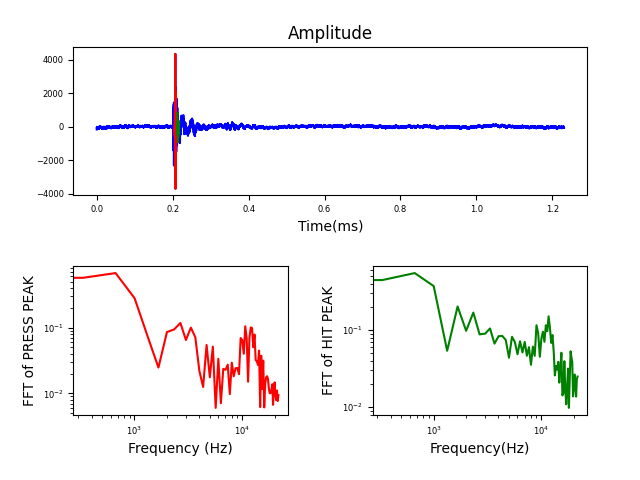 Amplitude
4000
2000
0
−2000
−4000
0.0 0.2 0.4 0.6 0.8 1.0 1.2
Time(ms)
FFT of PRESS PEAK
10⁻¹
10⁻²
10³ 10⁴
Frequency (Hz)
FFT of HIT PEAK
10⁻¹
10⁻²
10³ 10⁴
Frequency(Hz)